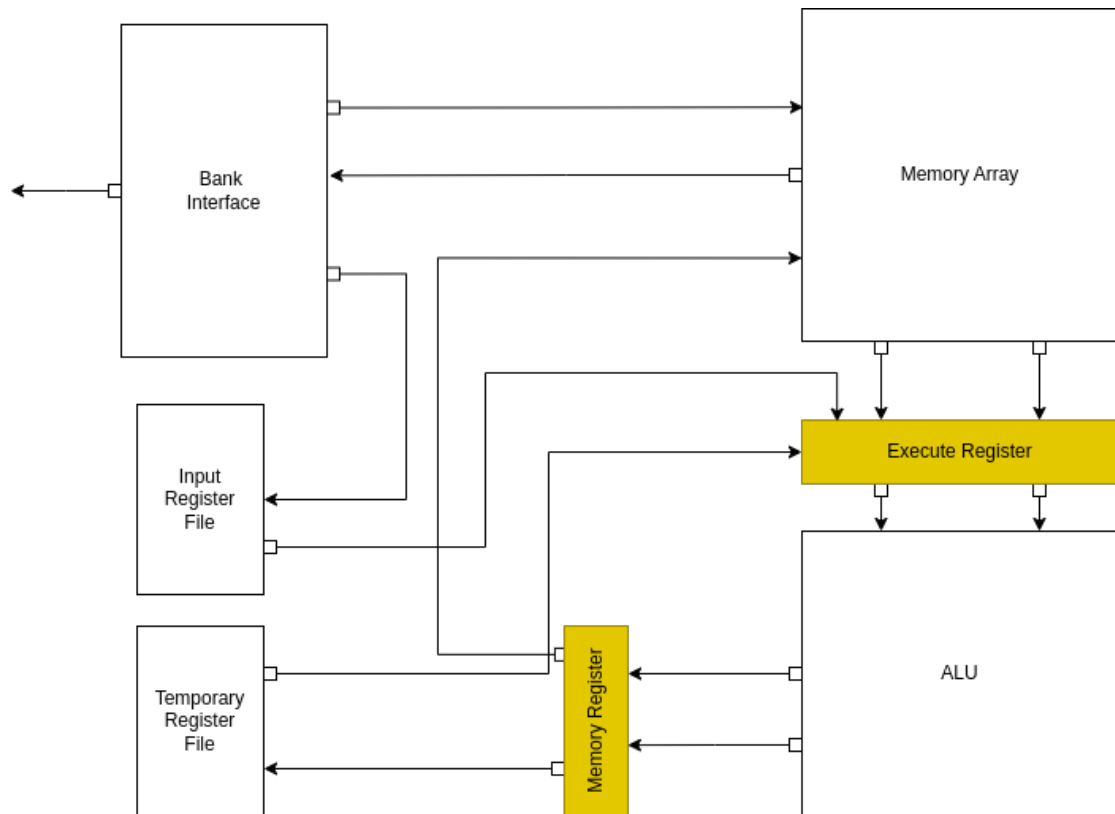 Bank
Interface
Memory Array
Input
Register
File
Execute Register
Temporary
Register
File
Memory Register
ALU